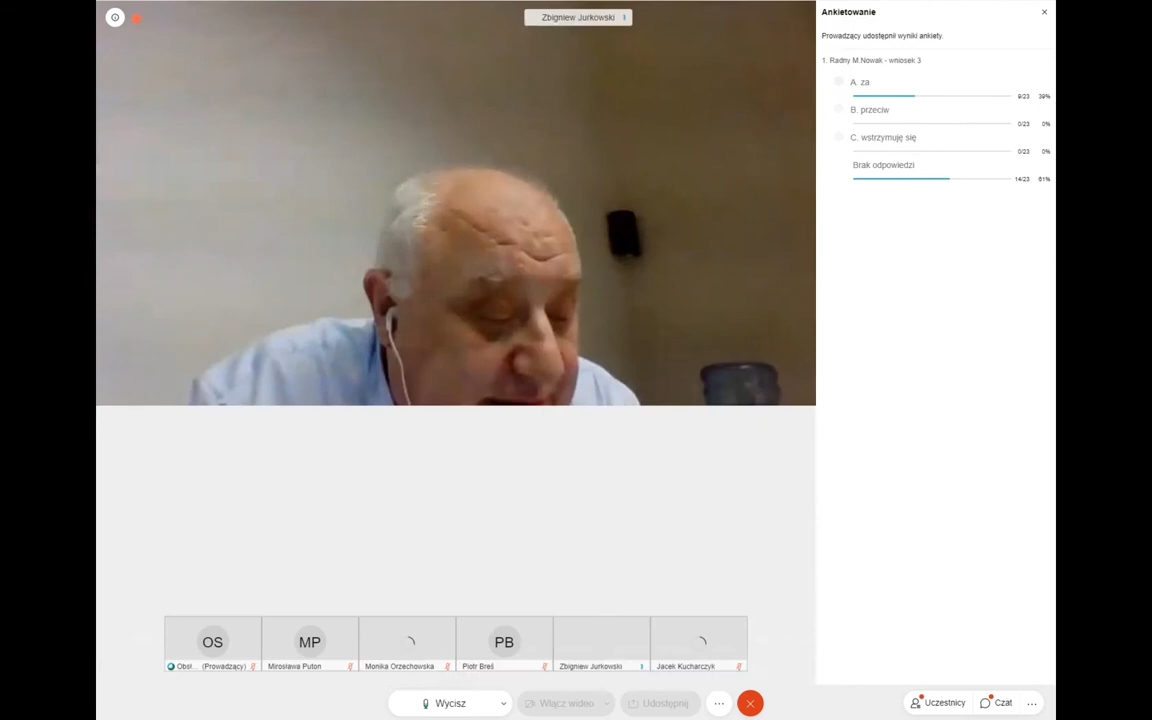 Zbigniew Jurkowski
Ankietowanie
Prowadzący udostępnił wyniki ankiety.
1. Radny M.Nowak - wniosek 3
A. za
9/23 39%
B. przeciw
0/23 0%
C. wstrzymuję się
0/23 0%
Brak odpowiedzi
14/23 61%
OS
MP
PB
Obsł... (Prowadzący)
Mirosława Puton
Monika Orzechowska
Piotr Breś
Zbigniew Jurkowski
Jacek Kucharczyk
Wycisz
Włącz wideo
Udostępnij
Uczestnicy
Czat